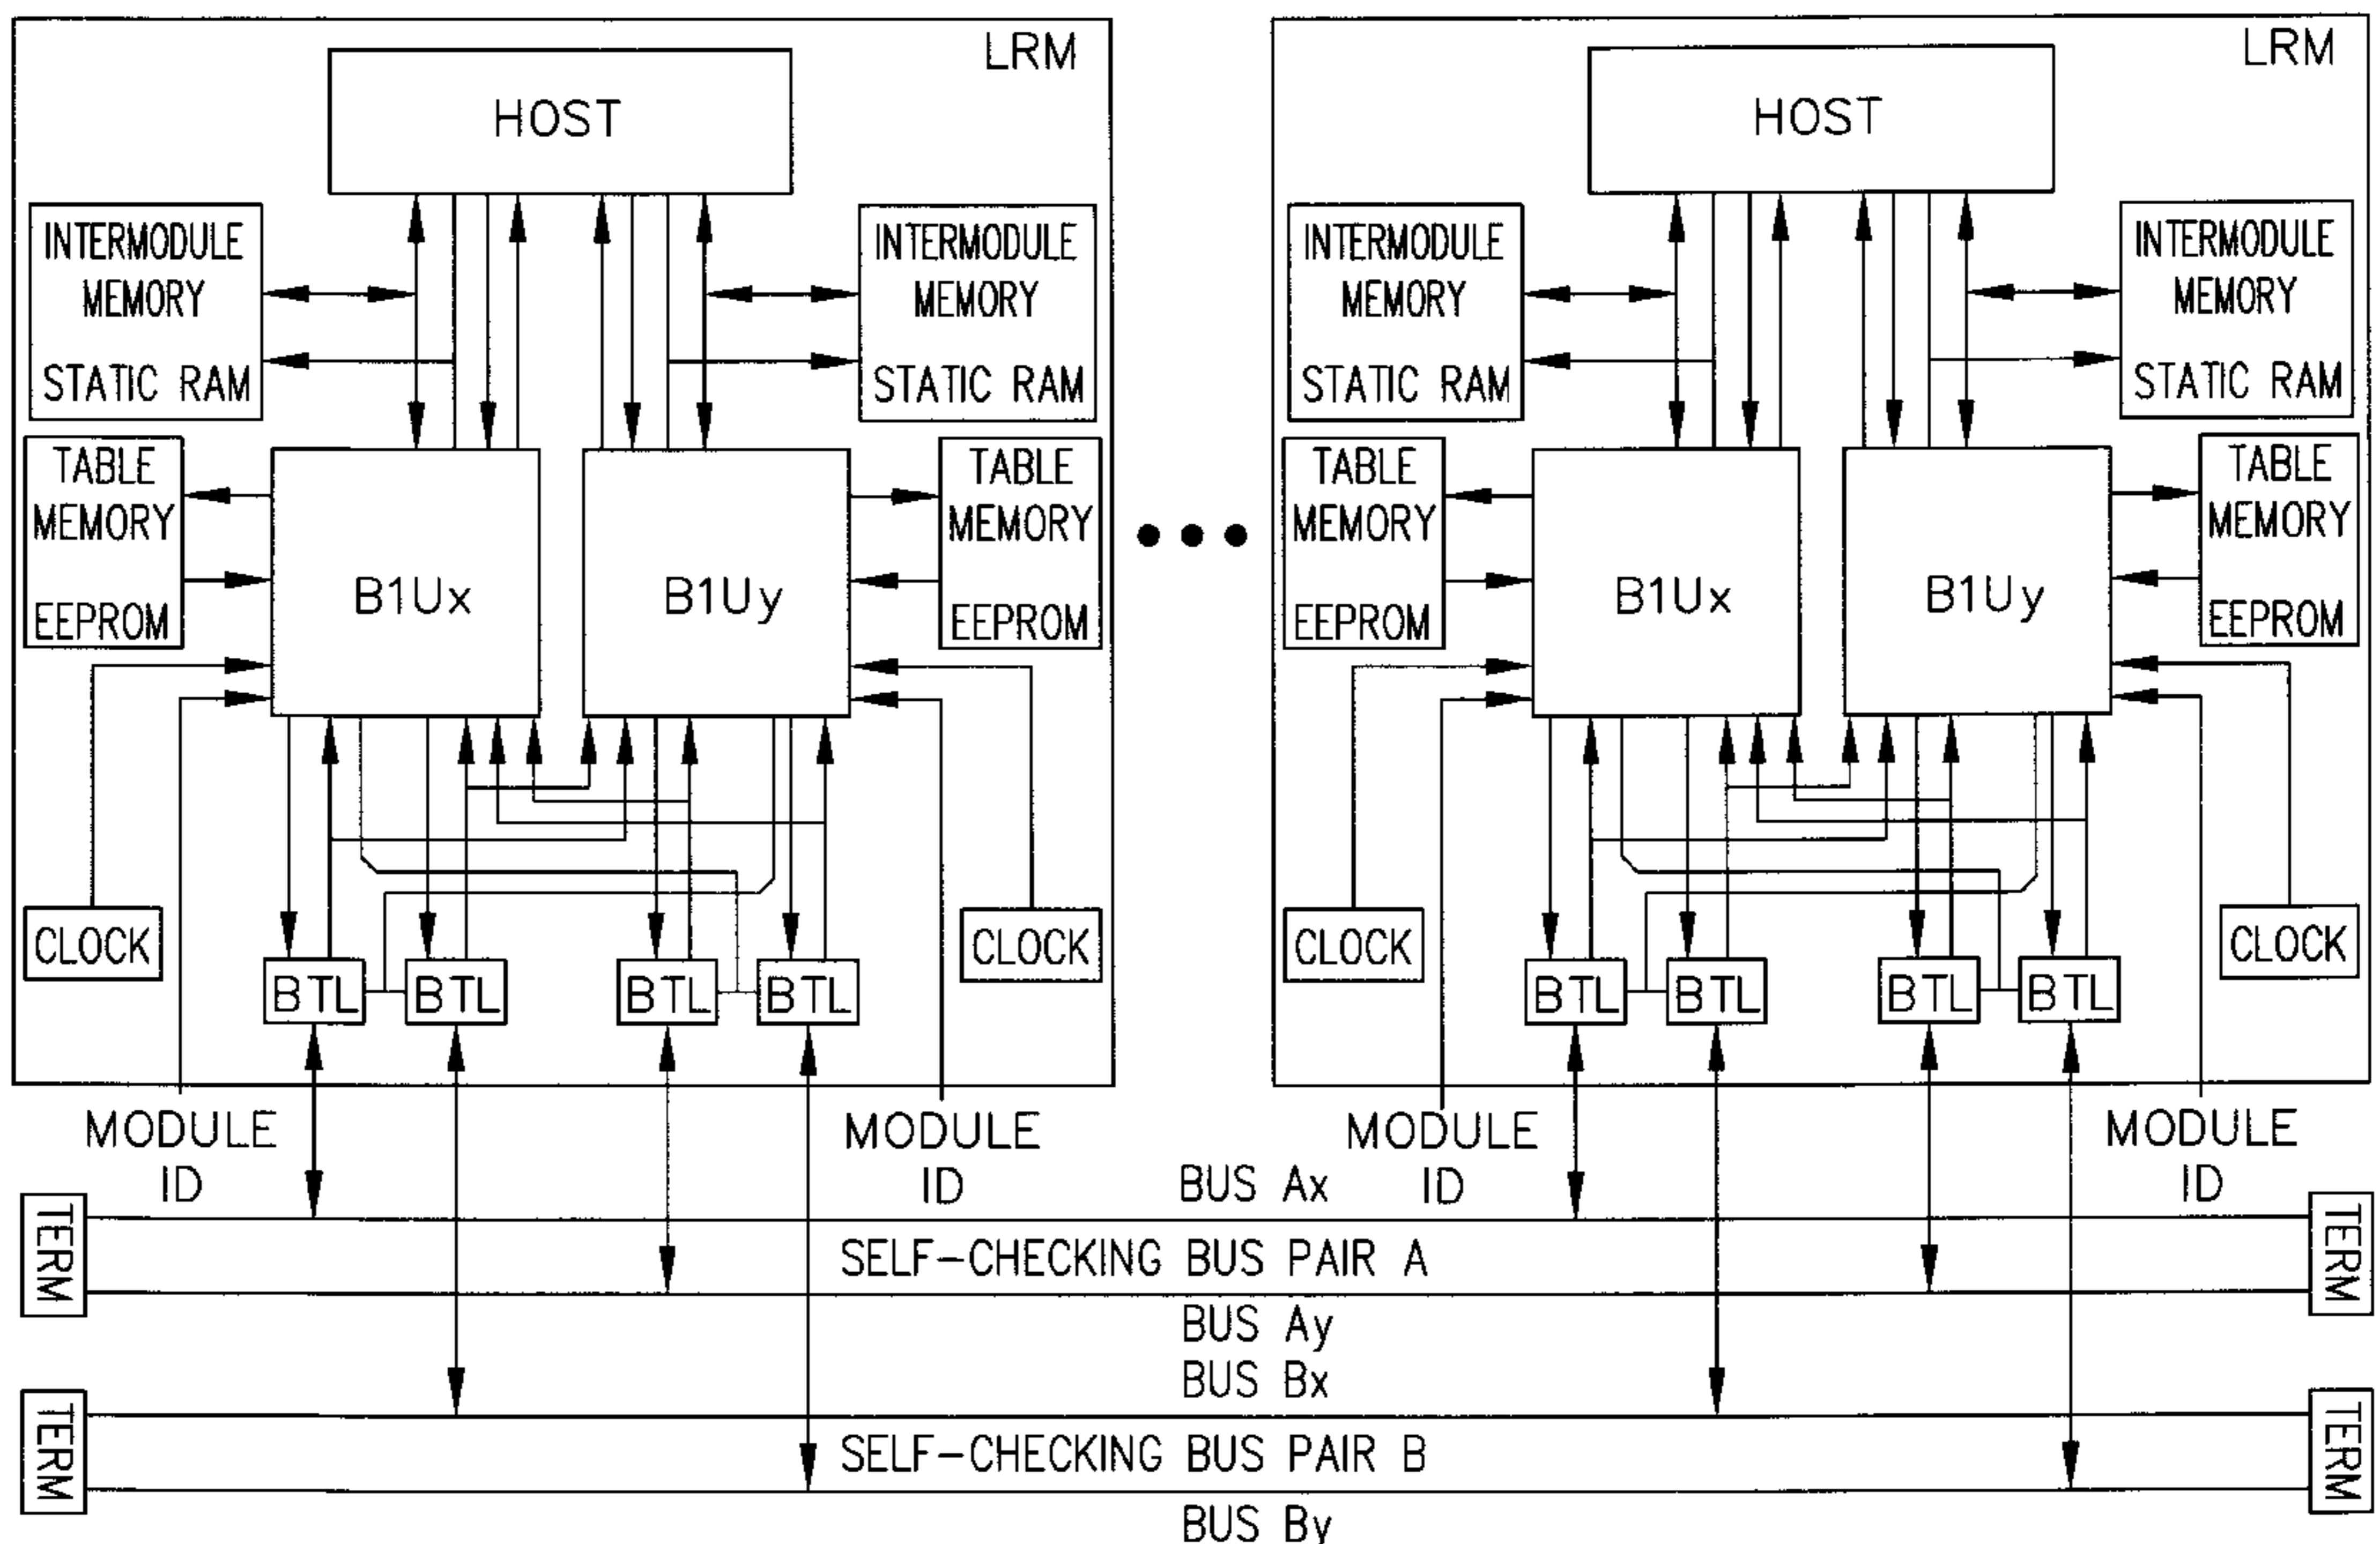 LRM
HOST
INTERMODULE
MEMORY
STATIC RAM
INTERMODULE
MEMORY
STATIC RAM
TABLE
MEMORY
EEPROM
B1Ux
B1Uy
TABLE
MEMORY
EEPROM
CLOCK
BTL
BTL
BTL
BTL
CLOCK
MODULE
ID
MODULE
ID
LRM
HOST
INTERMODULE
MEMORY
STATIC RAM
INTERMODULE
MEMORY
STATIC RAM
TABLE
MEMORY
EEPROM
B1Ux
B1Uy
TABLE
MEMORY
EEPROM
CLOCK
BTL
BTL
BTL
BTL
CLOCK
MODULE
ID
MODULE
ID
BUS Ax
TERM
SELF-CHECKING BUS PAIR A
TERM
BUS Ay
BUS Bx
TERM
SELF-CHECKING BUS PAIR B
TERM
BUS By